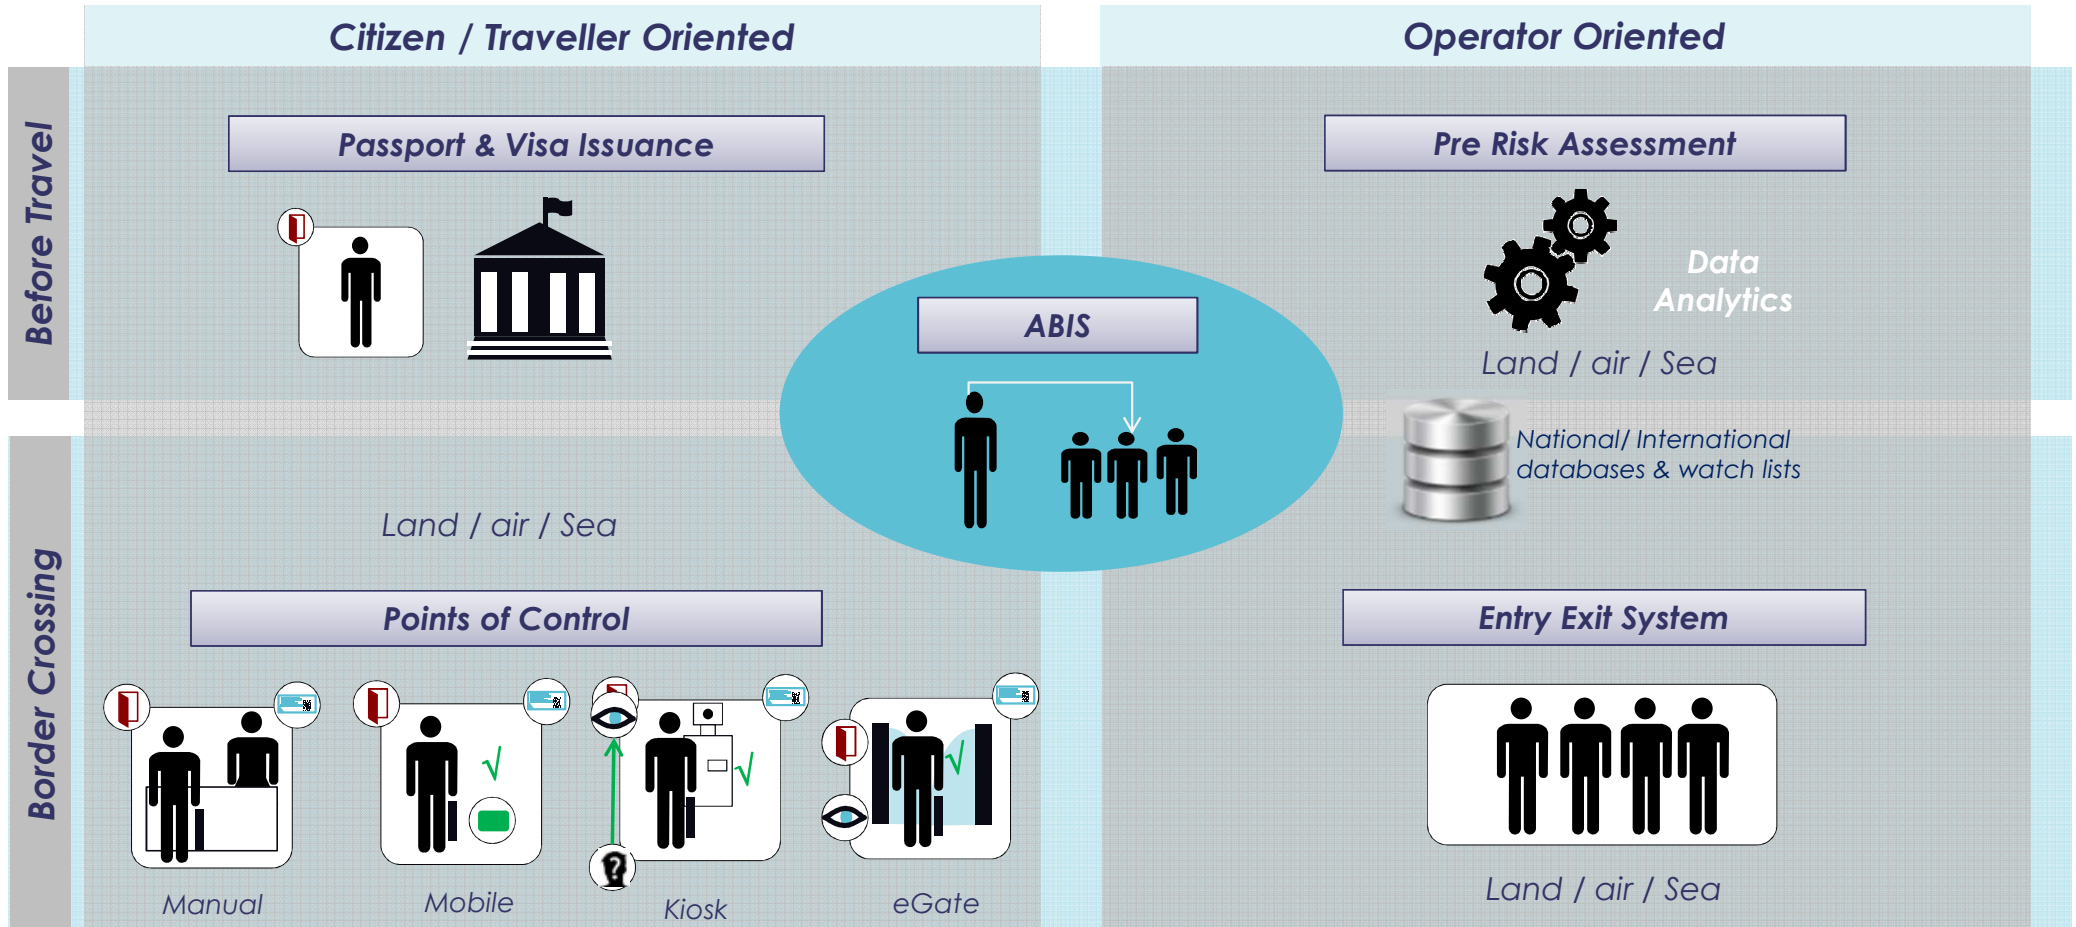 Citizen / Traveller Oriented
Operator Oriented
Before Travel
Passport & Visa Issuance
Pre Risk Assessment
Data
Analytics
Land / air / Sea
ABIS
National/ International
databases & watch lists
Border Crossing
Land / air / Sea
Points of Control
Entry Exit System
?
Manual
Mobile
Kiosk
eGate
Land / air / Sea